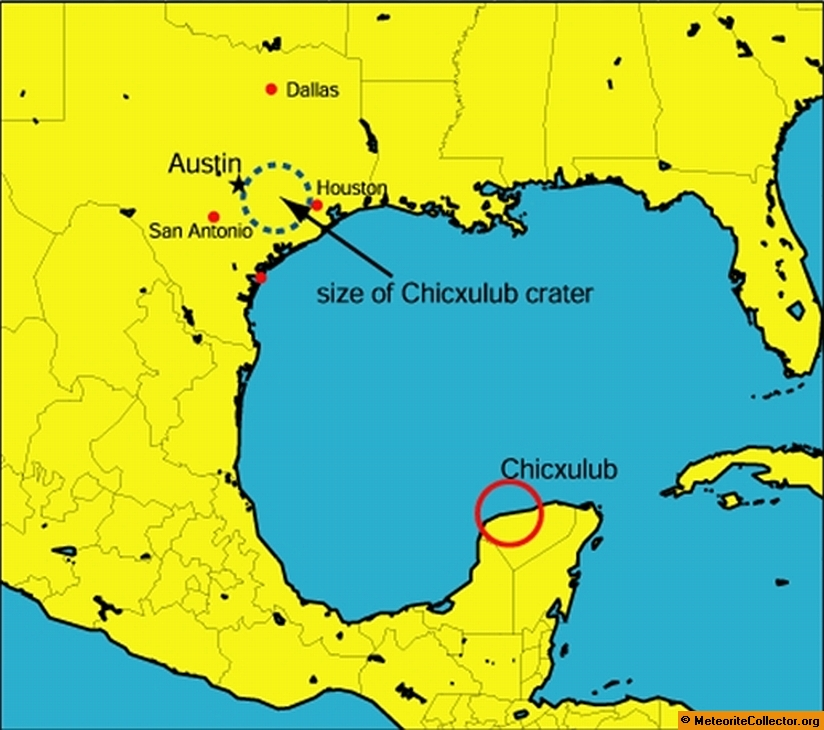 Dallas
Austin
Houston
San Antonio
size of Chicxulub crater
Chicxulub
© MeteoriteCollector.org